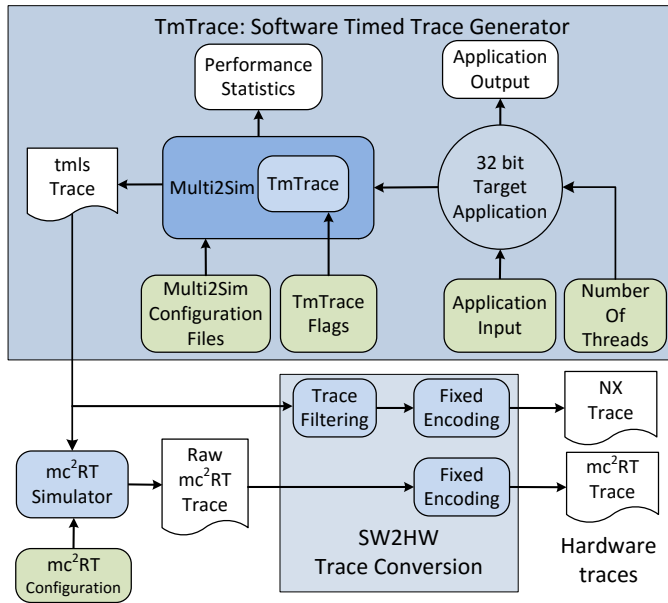 TmTrace: Software Timed Trace Generator
Performance
Statistics
Application
Output
tmls
Trace
Multi2Sim
TmTrace
32 bit
Target
Application
Multi2Sim
Configuration
Files
TmTrace
Flags
Application
Input
Number
Of
Threads
Trace
Filtering
Fixed
Encoding
NX
Trace
mc²RT
Simulator
Raw
mc²RT
Trace
Fixed
Encoding
mc²RT
Trace
mc²RT
Configuration
SW2HW
Trace Conversion
Hardware
traces